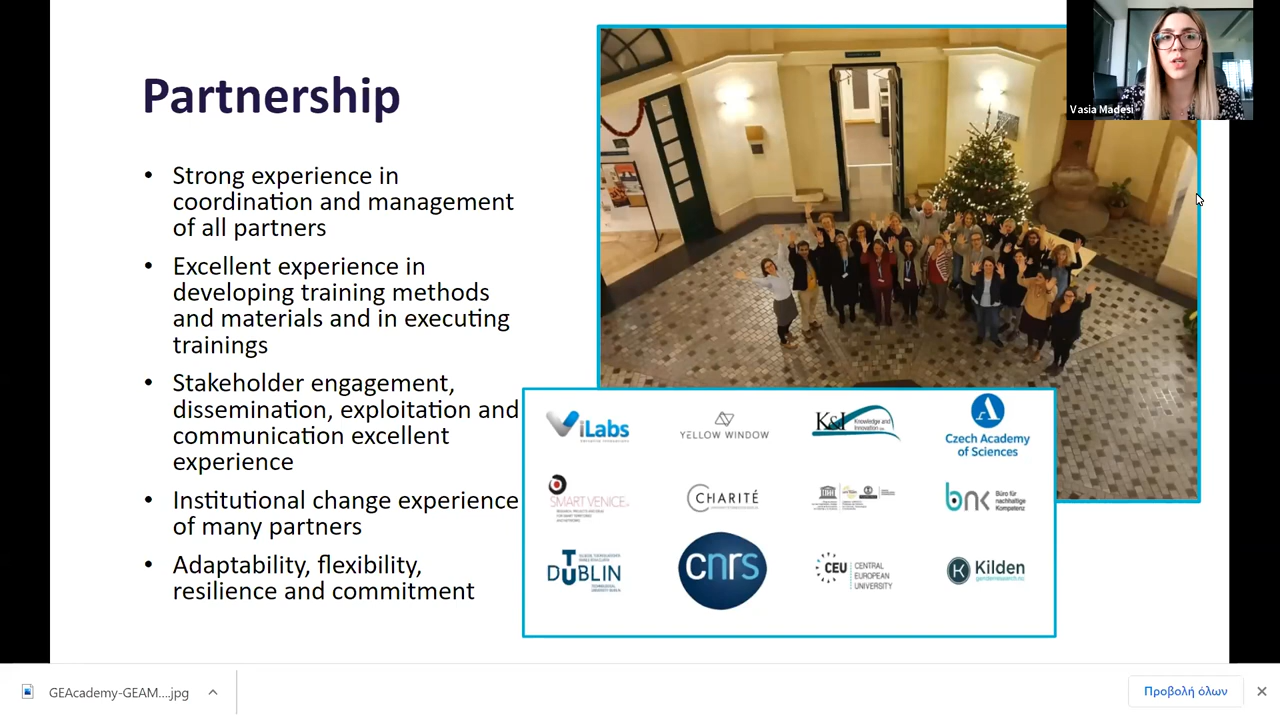 Partnership
• Strong experience in
coordination and management
of all partners
• Excellent experience in
developing training methods
and materials and in executing
trainings
• Stakeholder engagement,
dissemination, exploitation and
communication excellent
experience
• Institutional change experience
of many partners
• Adaptability, flexibility,
resilience and commitment
Vasia Madesi
iLabs
YELLOW WINDOW
K&I Knowledge and
Innovation
Czech Academy
of Sciences
SMART VENICE
CHARITÉ
bnk Büro für
nachhaltige
Kompetenz
DUBLIN
cnrs
CEU CENTRAL
EUROPEAN
UNIVERSITY
K Kilden
genderresearch.no
GEAcademy-GEAM....jpg
Προβολή όλων